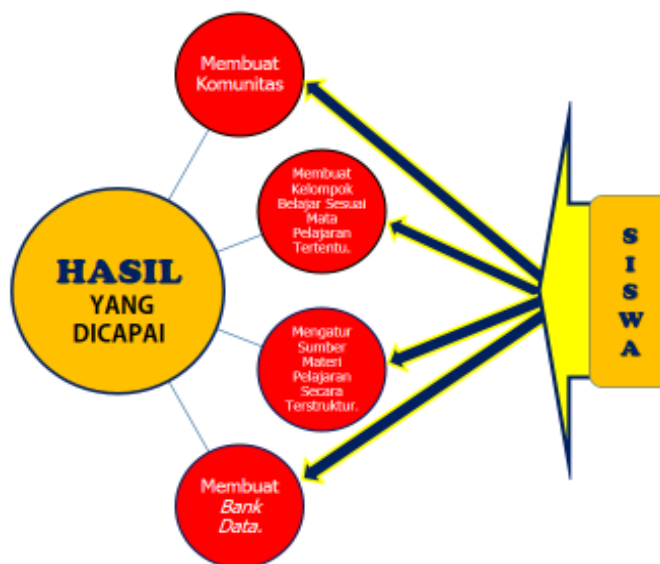 Membuat
Komunitas
Membuat
Kelompok
Belajar Sesuai
Mata
Pelajaran
Tertentu.
HASIL
YANG
DICAPAI
Mengatur
Sumber
Materi
Pelajaran
Secara
Terstruktur.
Membuat
Bank
Data.
S
I
S
W
A